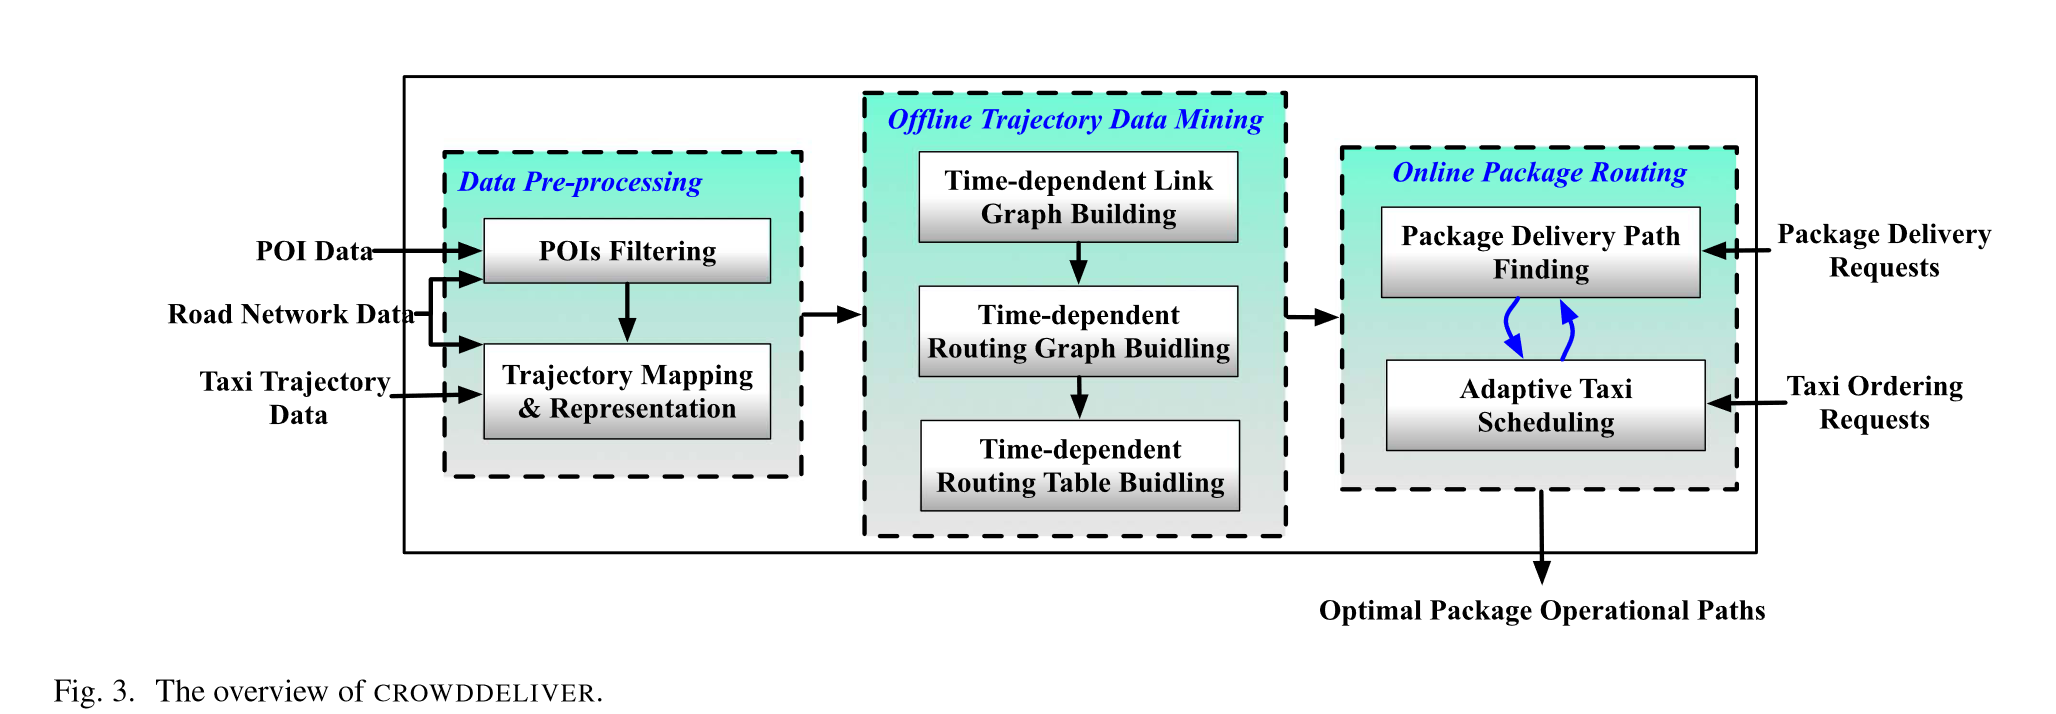 Data Pre-processing
POI Data
POIs Filtering
Road Network Data
Taxi Trajectory
Data
Trajectory Mapping
& Representation
Offline Trajectory Data Mining
Time-dependent Link
Graph Building
Time-dependent
Routing Graph Buidling
Time-dependent
Routing Table Buidling
Online Package Routing
Package Delivery Path
Finding
Package Delivery
Requests
Adaptive Taxi
Scheduling
Taxi Ordering
Requests
Optimal Package Operational Paths
Fig. 3. The overview of CROWDDELIVER.